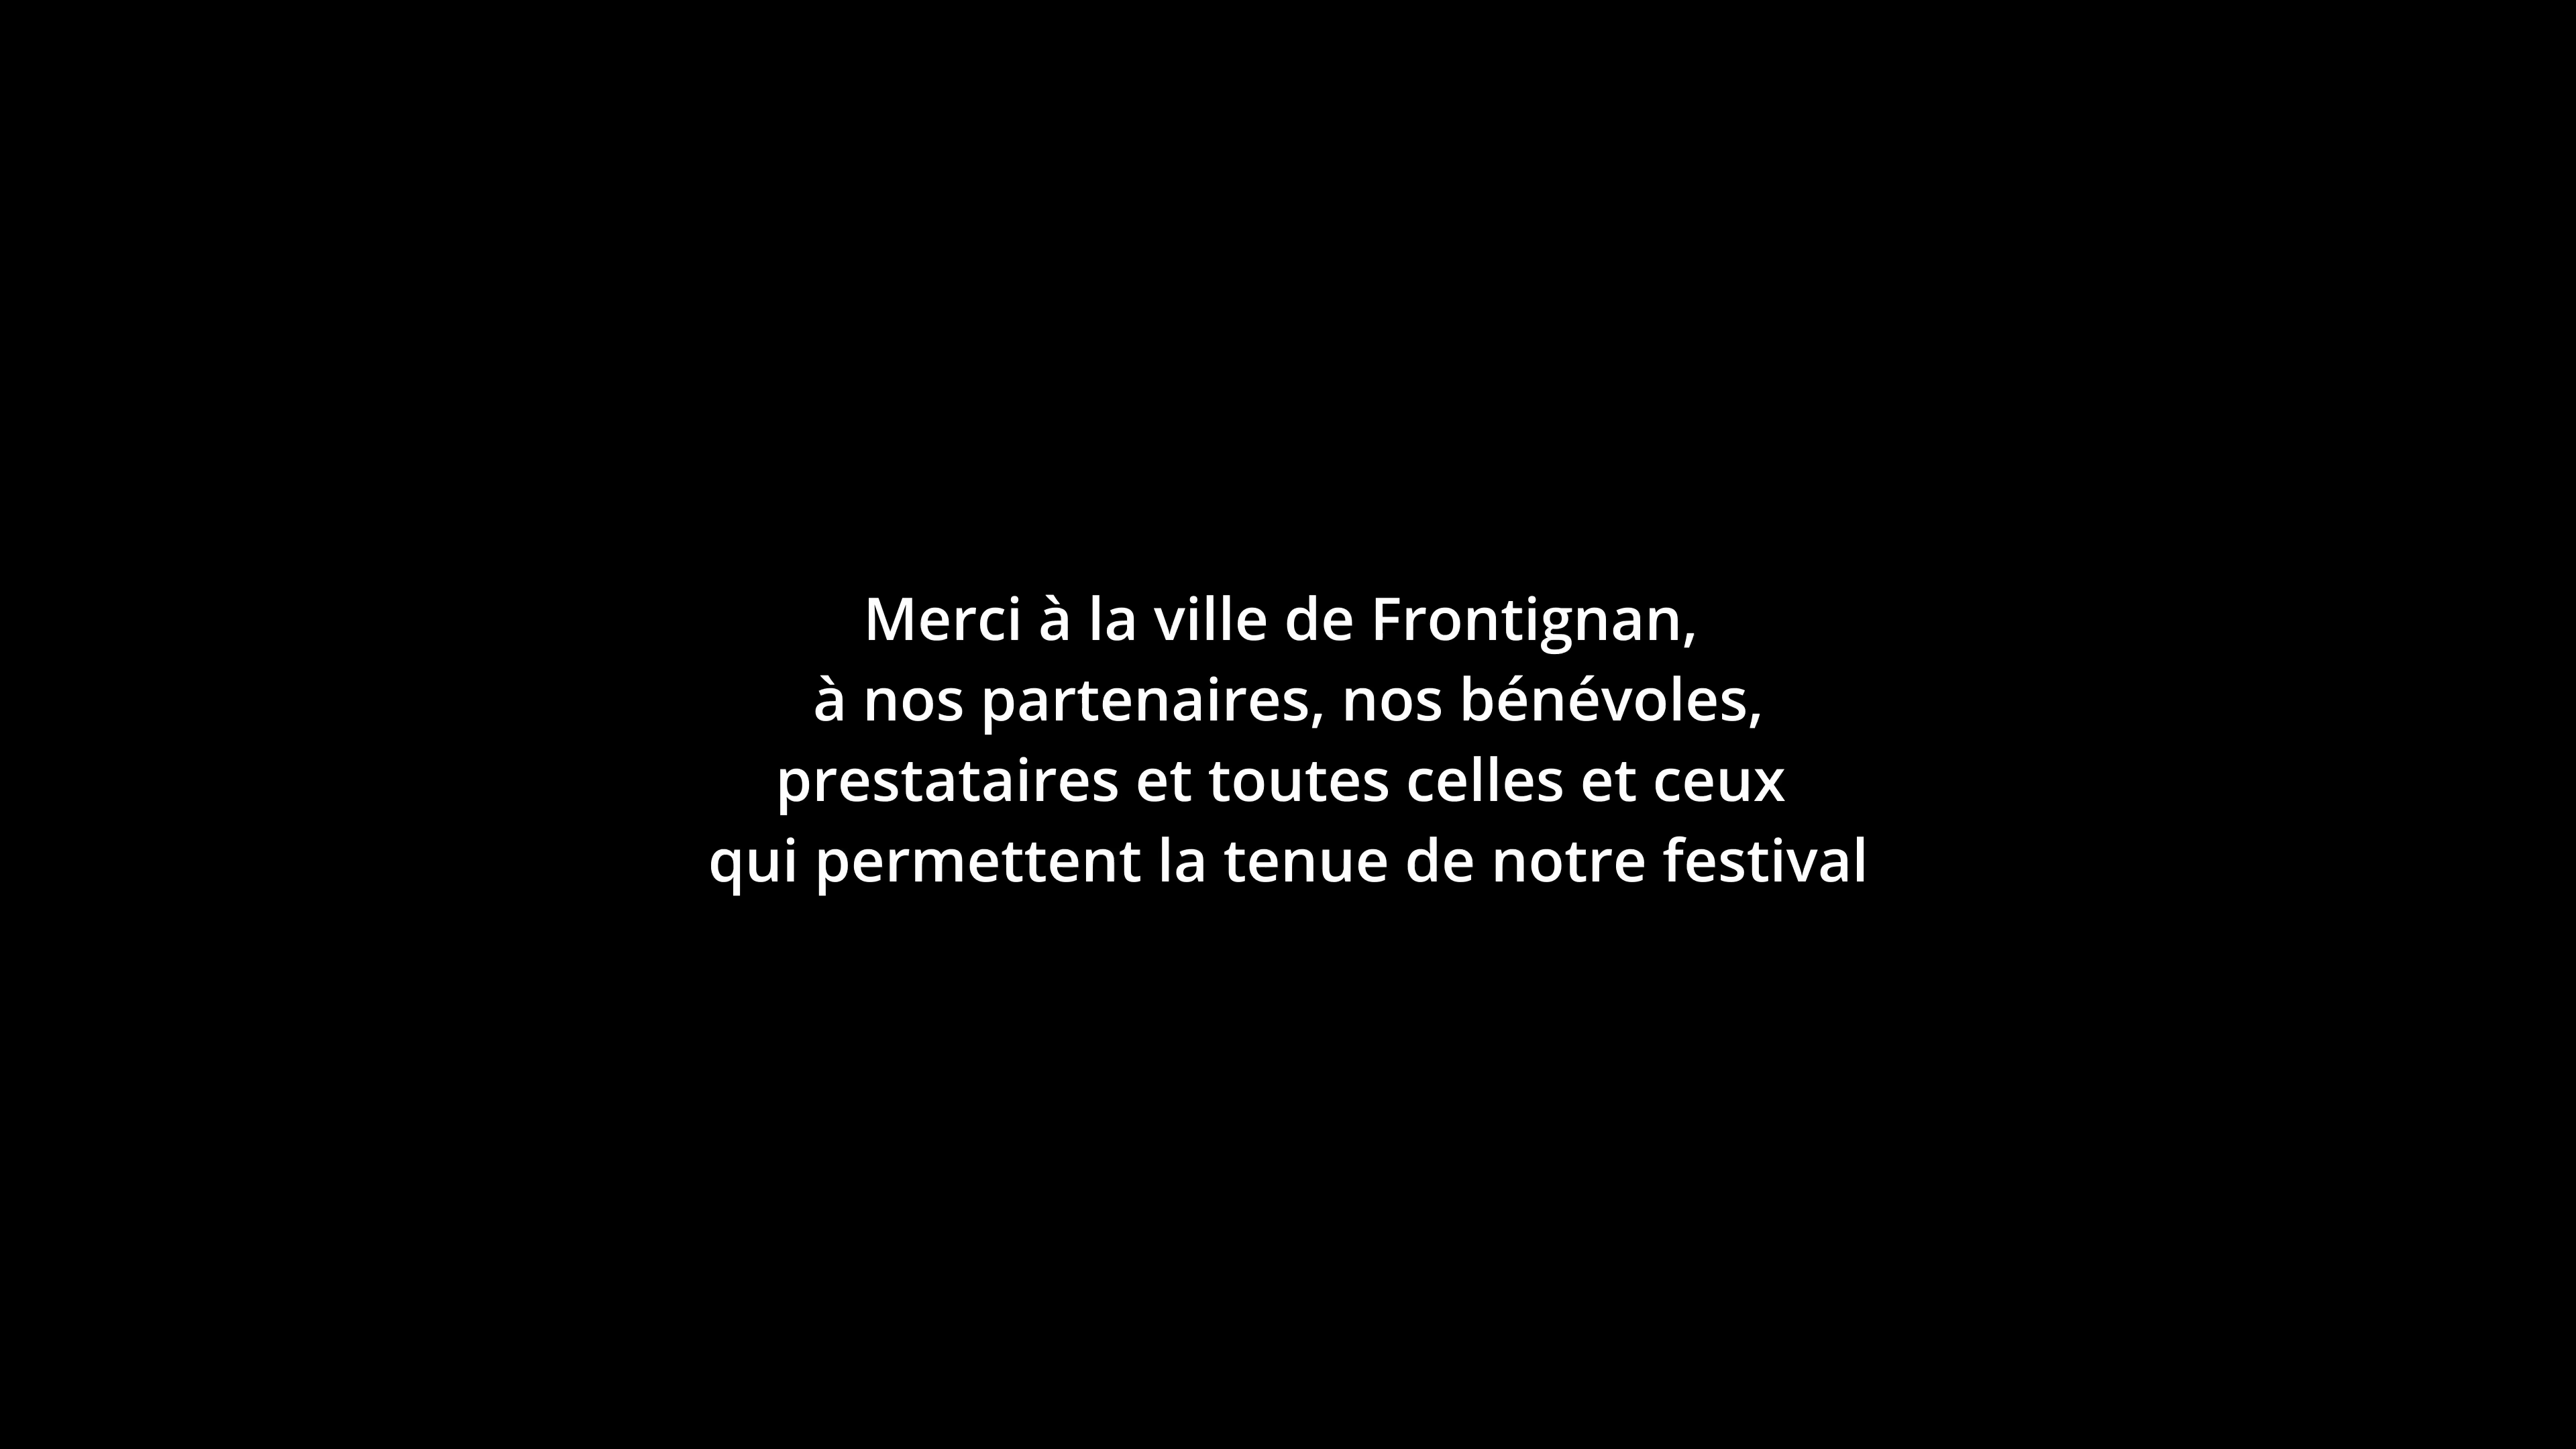 Merci à la ville de Frontignan,
à nos partenaires, nos bénévoles,
prestataires et toutes celles et ceux
qui permettent la tenue de notre festival